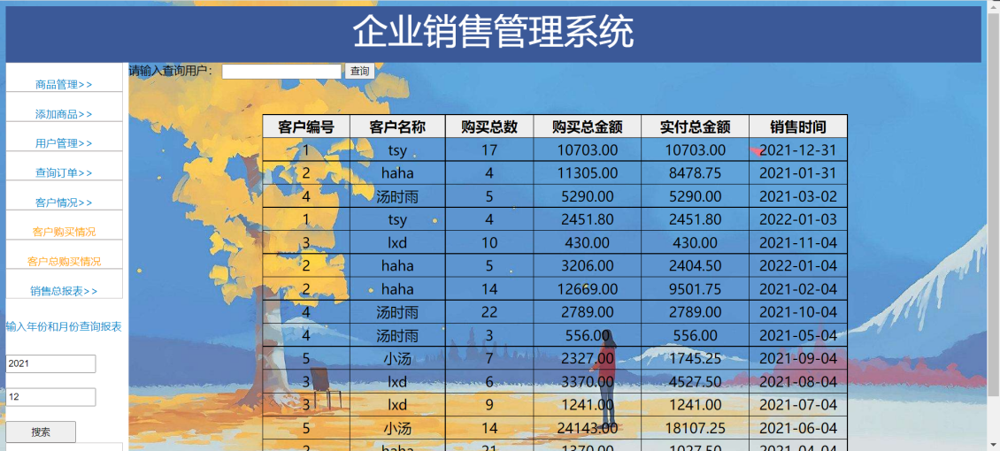 企业销售管理系统
请输入查询用户： 查询
商品管理>>
添加商品>>
用户管理>>
查询订单>>
客户情况>>
客户购买情况
客户总购买情况
销售总报表>>
输入年份和月份查询报表
2021
12
搜索
客户编号 客户名称 购买总数 购买总金额 实付总金额 销售时间
1 tsy 17 10703.00 10703.00 2021-12-31
2 haha 4 11305.00 8478.75 2021-01-31
4 汤时雨 5 5290.00 5290.00 2021-03-02
1 tsy 4 2451.80 2451.80 2022-01-03
3 lxd 10 430.00 430.00 2021-11-04
2 haha 5 3206.00 2404.50 2022-01-04
2 haha 14 12669.00 9501.75 2021-02-04
4 汤时雨 22 2789.00 2789.00 2021-10-04
4 汤时雨 3 556.00 556.00 2021-05-04
5 小汤 7 2327.00 1745.25 2021-09-04
3 lxd 6 3370.00 4527.50 2021-08-04
3 lxd 9 1241.00 1241.00 2021-07-04
5 小汤 14 24143.00 18107.25 2021-06-04
2 haha 21 1370.00 1027.50 2021-04-04